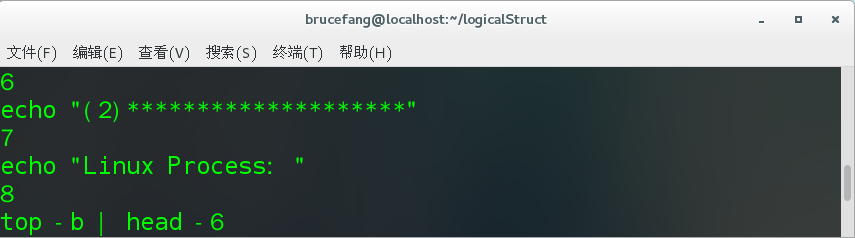 brucefang@localhost:~/logicalStruct
文件(F) 编辑(E) 查看(V) 搜索(S) 终端(T) 帮助(H)
6
echo "(2)********************"
7
echo "Linux Process: "
8
top -b | head -6